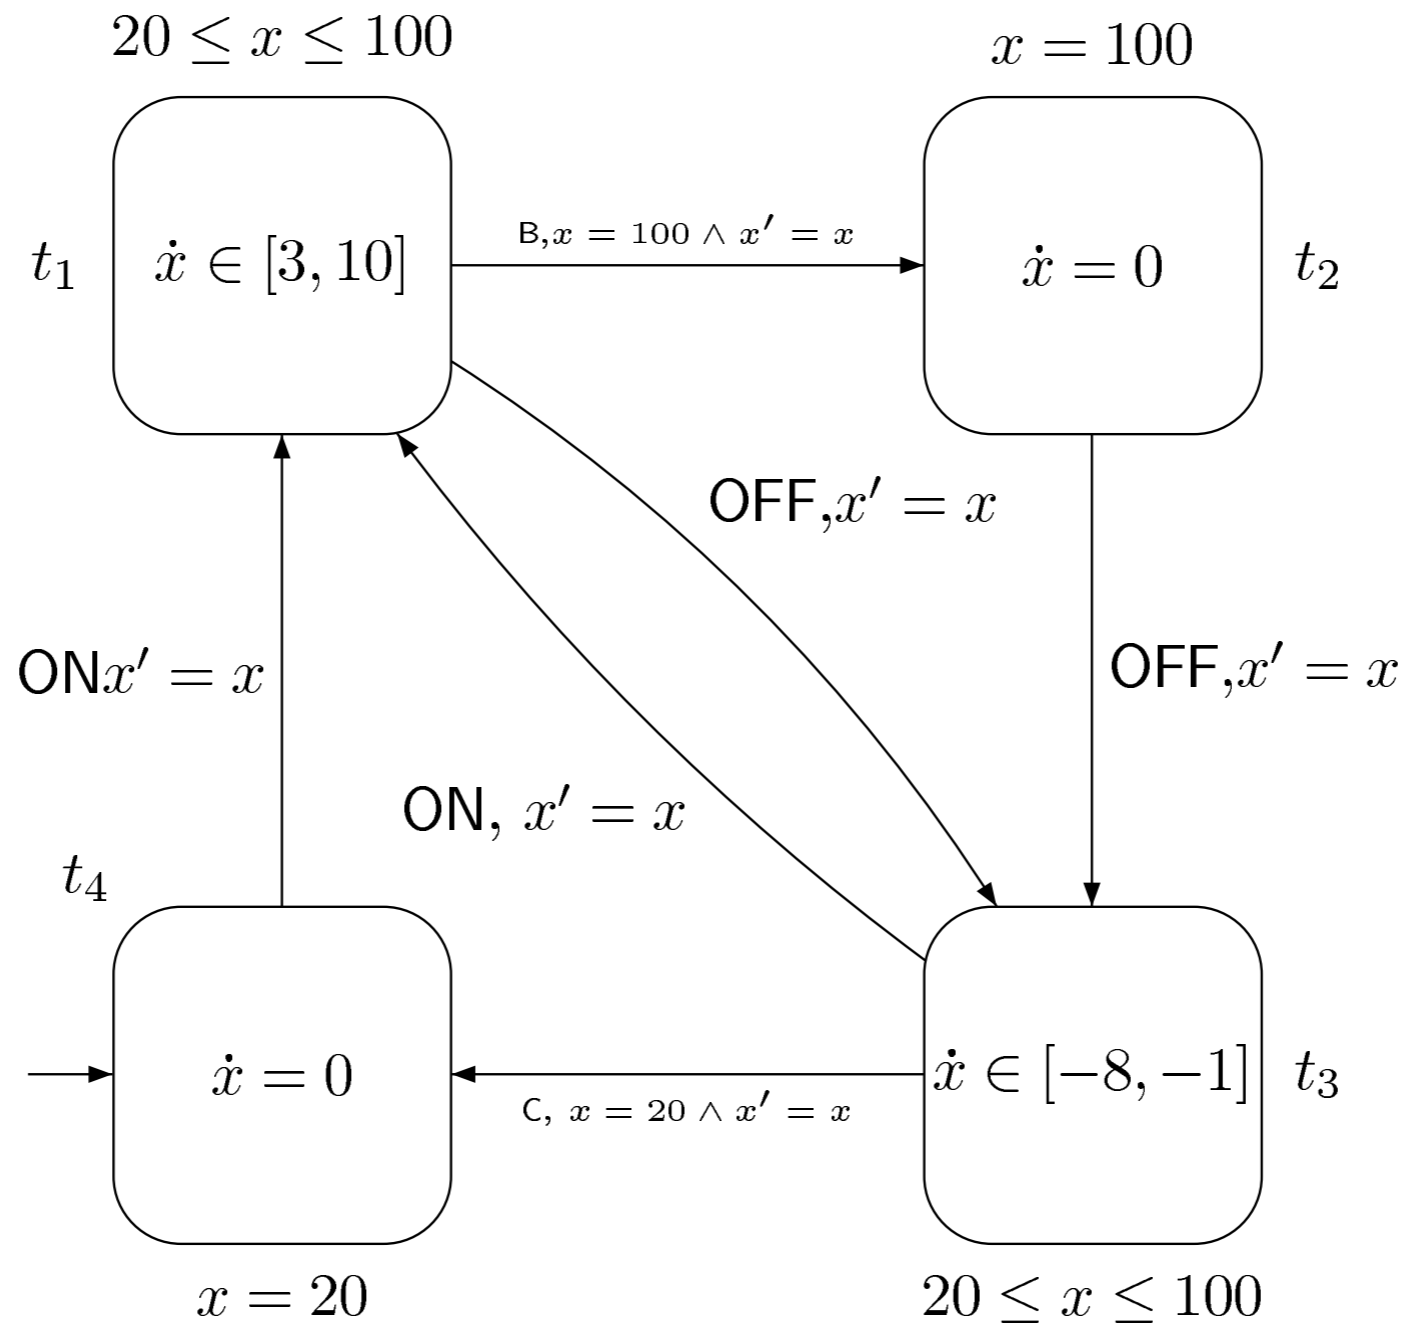 20 ≤ x ≤ 100
x = 100
t₁
ẋ ∈ [3, 10]
B,x = 100 ∧ x′ = x
ẋ = 0
t₂
OFF,x′ = x
ONx′ = x
OFF,x′ = x
ON, x′ = x
t₄
ẋ = 0
C, x = 20 ∧ x′ = x
ẋ ∈ [−8, −1]
t₃
x = 20
20 ≤ x ≤ 100